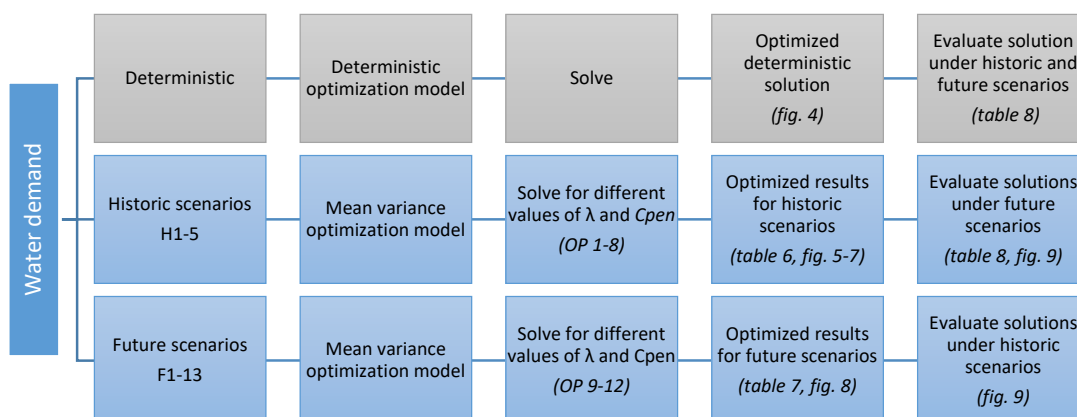 Water demand
Deterministic
Deterministic
optimization model
Solve
Optimized
deterministic
solution
(fig. 4)
Evaluate solution
under historic and
future scenarios
(table 8)
Historic scenarios
H1-5
Mean variance
optimization model
Solve for different
values of λ and Cpen
(OP 1-8)
Optimized results
for historic
scenarios
(table 6, fig. 5-7)
Evaluate solutions
under future
scenarios
(table 8, fig. 9)
Future scenarios
F1-13
Mean variance
optimization model
Solve for different
values of λ and Cpen
(OP 9-12)
Optimized results
for future scenarios
(table 7, fig. 8)
Evaluate solutions
under historic
scenarios
(fig. 9)